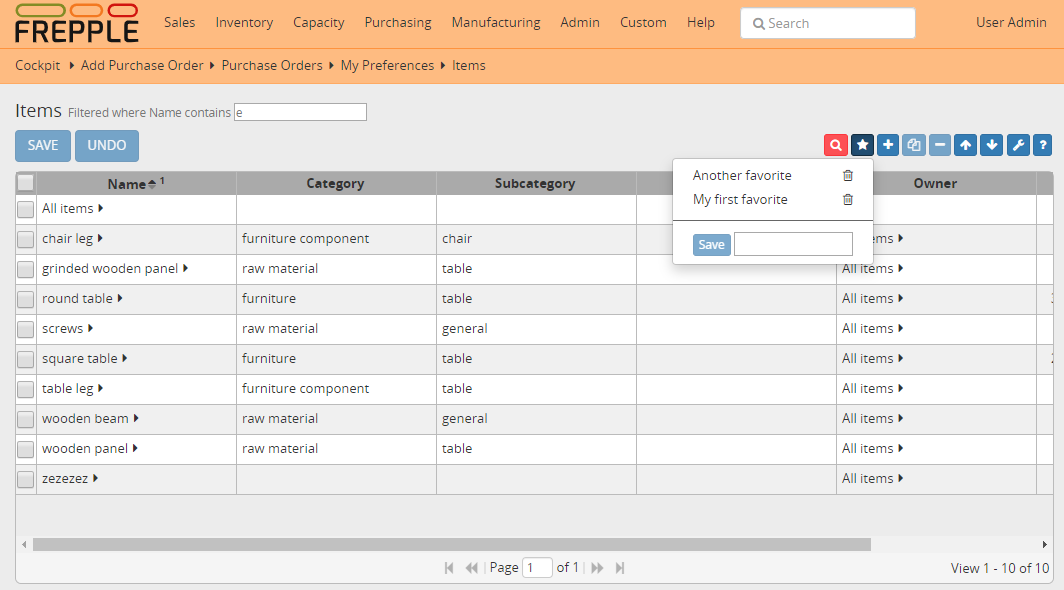 FREPPLE Sales Inventory Capacity Purchasing Manufacturing Admin Custom Help Search User Admin
Cockpit Add Purchase Order Purchase Orders My Preferences Items
Items Filtered where Name contains e
SAVE UNDO ?
Another favorite
My first favorite
Save
Name 1 Category Subcategory Owner
All items
chair leg furniture component chair ems
grinded wooden panel raw material table All items
round table furniture table All items
screws raw material general All items
square table furniture table All items
table leg furniture component table All items
wooden beam raw material general All items
wooden panel raw material table All items
zezezez All items
Page 1 of 1 View 1 - 10 of 10